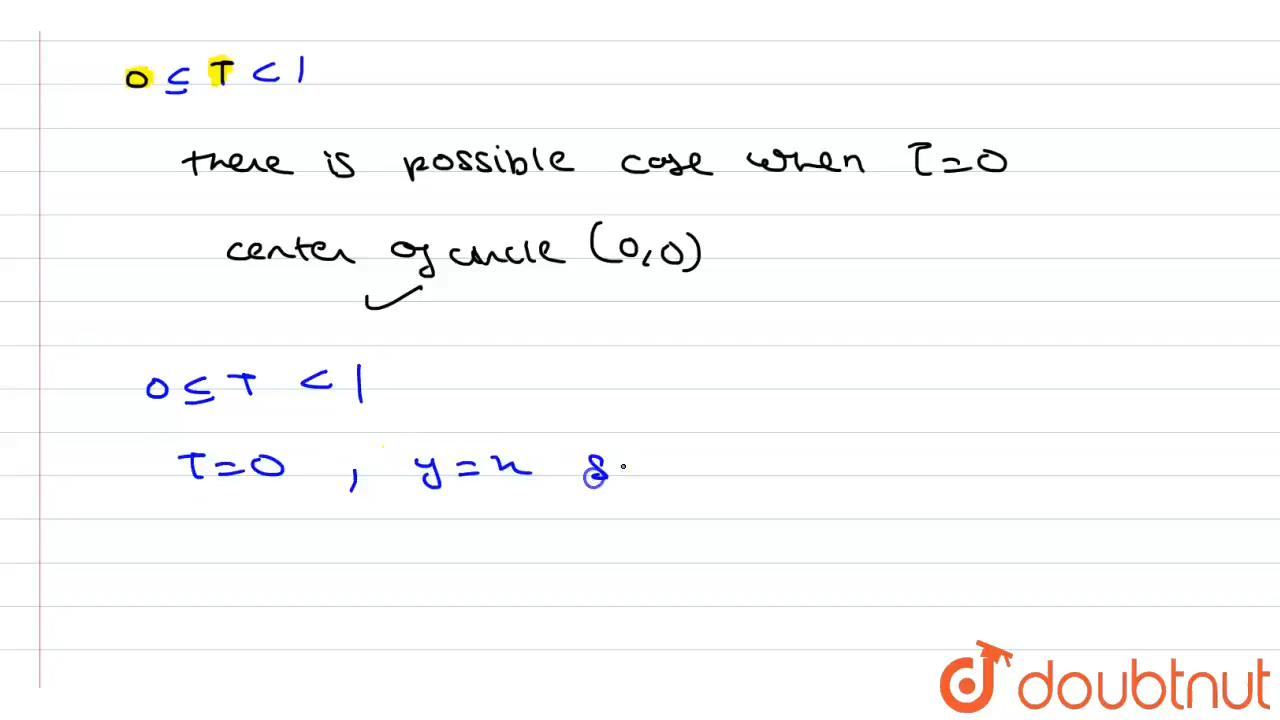 0 ≤ T < 1
there is possible case when T=0
center of circle (0,0)
0 ≤ T < 1
T=0 , y=x &
doubtnut